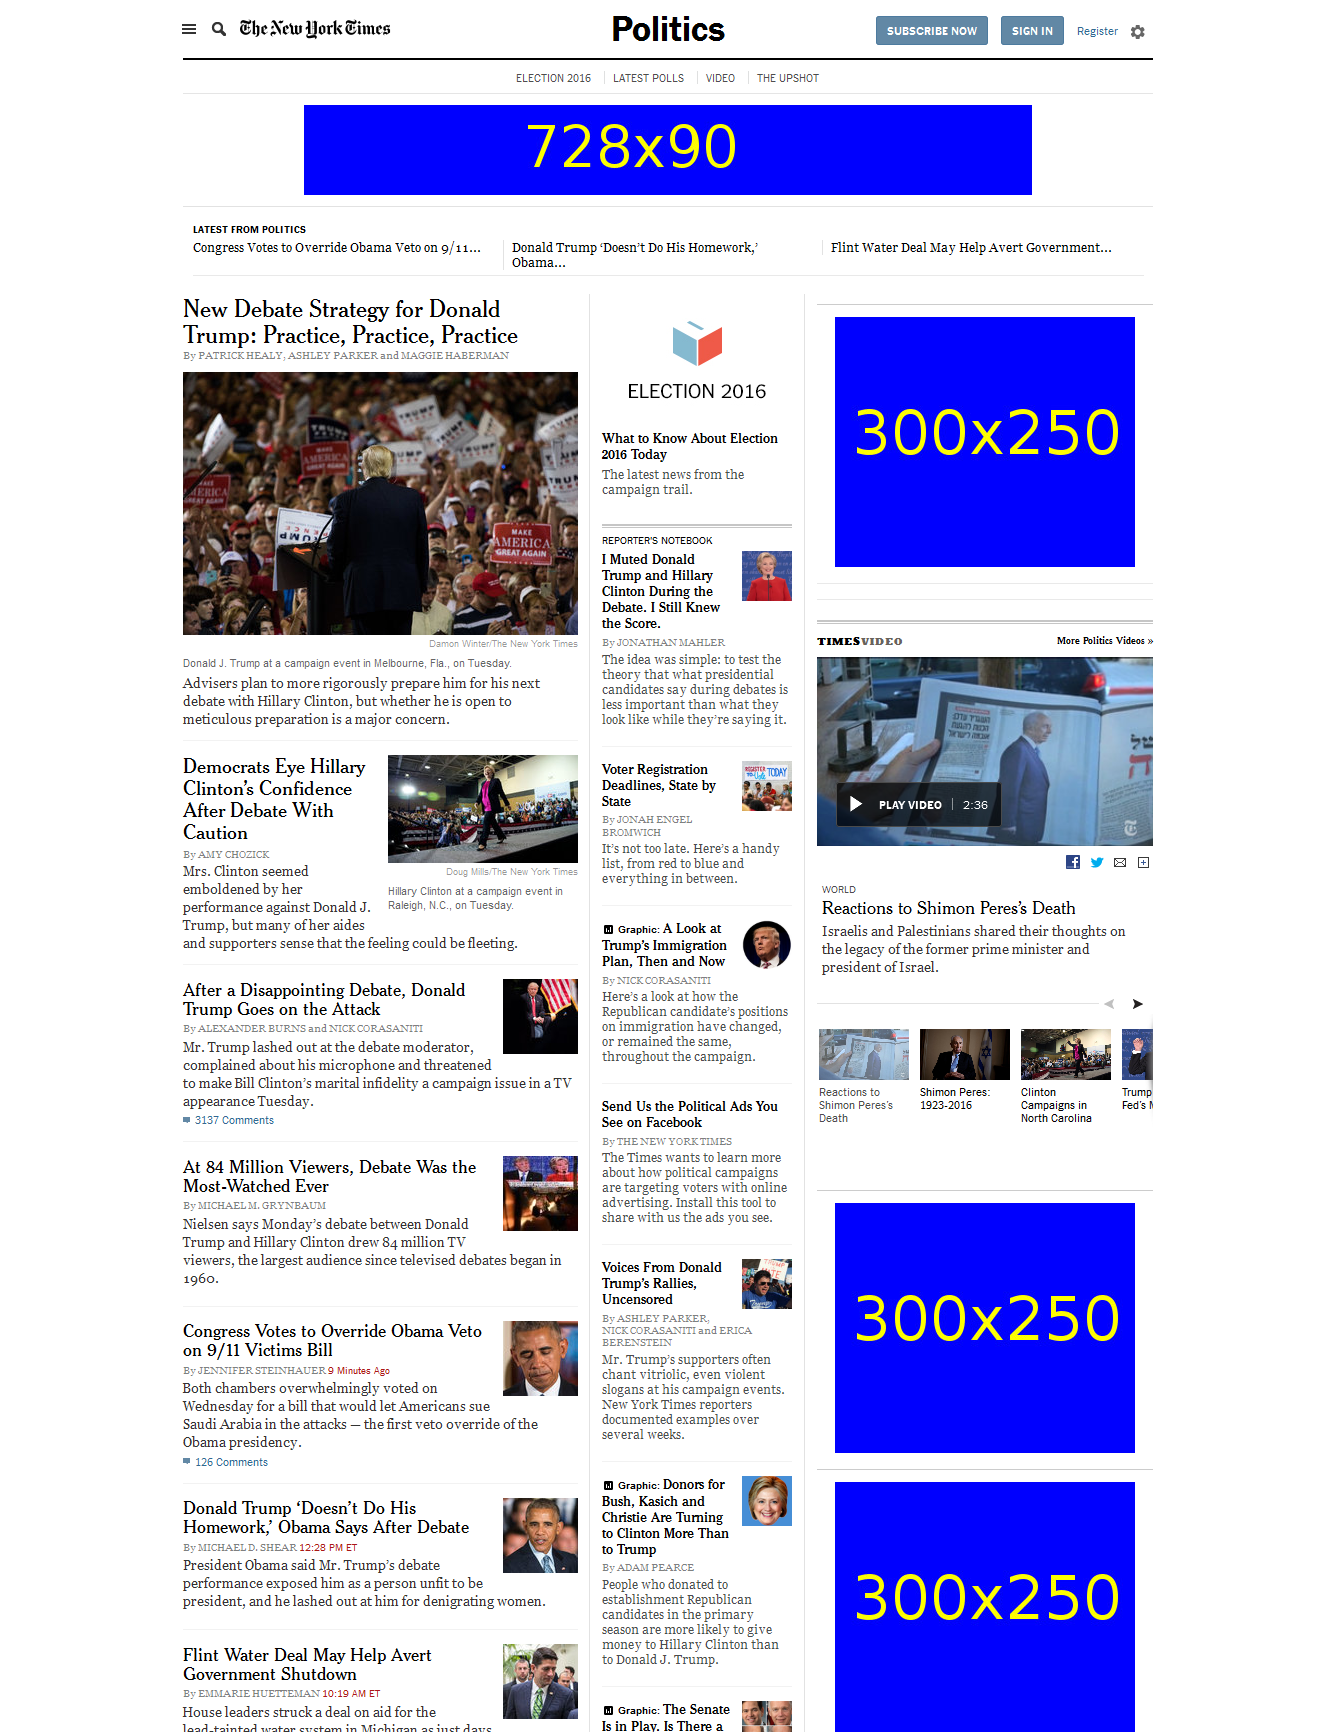 The New York Times
Politics
SUBSCRIBE NOW
SIGN IN
Register
ELECTION 2016
LATEST POLLS
VIDEO
THE UPSHOT
728x90
LATEST FROM POLITICS
Congress Votes to Override Obama Veto on 9/11...
Donald Trump ‘Doesn't Do His Homework,’
Obama...
Flint Water Deal May Help Avert Government...
New Debate Strategy for Donald
Trump: Practice, Practice, Practice
By PATRICK HEALY, ASHLEY PARKER and MAGGIE HABERMAN
TRUMP
MAKE
AMERICA
GREAT AGAIN
Damon Winter/The New York Times
Donald J. Trump at a campaign event in Melbourne, Fla., on Tuesday.
Advisers plan to more rigorously prepare him for his next
debate with Hillary Clinton, but whether he is open to
meticulous preparation is a major concern.
Democrats Eye Hillary
Clinton’s Confidence
After Debate With
Caution
By AMY CHOZICK
Doug Mills/The New York Times
Hillary Clinton at a campaign event in
Raleigh, N.C., on Tuesday.
Mrs. Clinton seemed
emboldened by her
performance against Donald J.
Trump, but many of her aides
and supporters sense that the feeling could be fleeting.
After a Disappointing Debate, Donald
Trump Goes on the Attack
By ALEXANDER BURNS and NICK CORASANITI
Mr. Trump lashed out at the debate moderator,
complained about his microphone and threatened
to make Bill Clinton’s marital infidelity a campaign issue in a TV
appearance Tuesday.
3137 Comments
At 84 Million Viewers, Debate Was the
Most-Watched Ever
By MICHAEL M. GRYNBAUM
Nielsen says Monday’s debate between Donald
Trump and Hillary Clinton drew 84 million TV
viewers, the largest audience since televised debates began in
1960.
Congress Votes to Override Obama Veto
on 9/11 Victims Bill
By JENNIFER STEINHAUER 9 Minutes Ago
Both chambers overwhelmingly voted on
Wednesday for a bill that would let Americans sue
Saudi Arabia in the attacks — the first veto override of the
Obama presidency.
126 Comments
Donald Trump ‘Doesn’t Do His
Homework,’ Obama Says After Debate
By MICHAEL D. SHEAR 12:28 PM ET
President Obama said Mr. Trump’s debate
performance exposed him as a person unfit to be
president, and he lashed out at him for denigrating women.
Flint Water Deal May Help Avert
Government Shutdown
By EMMARIE HUETTEMAN 10:19 AM ET
House leaders struck a deal on aid for the
lead-tainted water system in Michigan as just days
ELECTION 2016
What to Know About Election
2016 Today
The latest news from the
campaign trail.
REPORTER’S NOTEBOOK
I Muted Donald
Trump and Hillary
Clinton During the
Debate. I Still Knew
the Score.
By JONATHAN MAHLER
The idea was simple: to test the
theory that what presidential
candidates say during debates is
less important than what they
look like while they’re saying it.
Voter Registration
Deadlines, State by
State
By JONAH ENGEL
BROMWICH
It’s not too late. Here’s a handy
list, from red to blue and
everything in between.
Graphic: A Look at
Trump’s Immigration
Plan, Then and Now
By NICK CORASANITI
Here’s a look at how the
Republican candidate’s positions
on immigration have changed,
or remained the same,
throughout the campaign.
Send Us the Political Ads You
See on Facebook
By THE NEW YORK TIMES
The Times wants to learn more
about how political campaigns
are targeting voters with online
advertising. Install this tool to
share with us the ads you see.
Voices From Donald
Trump’s Rallies,
Uncensored
By ASHLEY PARKER,
NICK CORASANITI and ERICA
BERENSTEIN
Mr. Trump’s supporters often
chant vitriolic, even violent
slogans at his campaign events.
New York Times reporters
documented examples over
several weeks.
Graphic: Donors for
Bush, Kasich and
Christie Are Turning
to Clinton More Than
to Trump
By ADAM PEARCE
People who donated to
establishment Republican
candidates in the primary
season are more likely to give
money to Hillary Clinton than
to Donald J. Trump.
Graphic: The Senate
Is in Play. Is There a
300x250
TIMESVIDEO
More Politics Videos »
PLAY VIDEO
2:36
WORLD
Reactions to Shimon Peres’s Death
Israelis and Palestinians shared their thoughts on
the legacy of the former prime minister and
president of Israel.
Reactions to
Shimon Peres’s
Death
Shimon Peres:
1923-2016
Clinton
Campaigns in
North Carolina
Trump
Fed’s
300x250
300x250